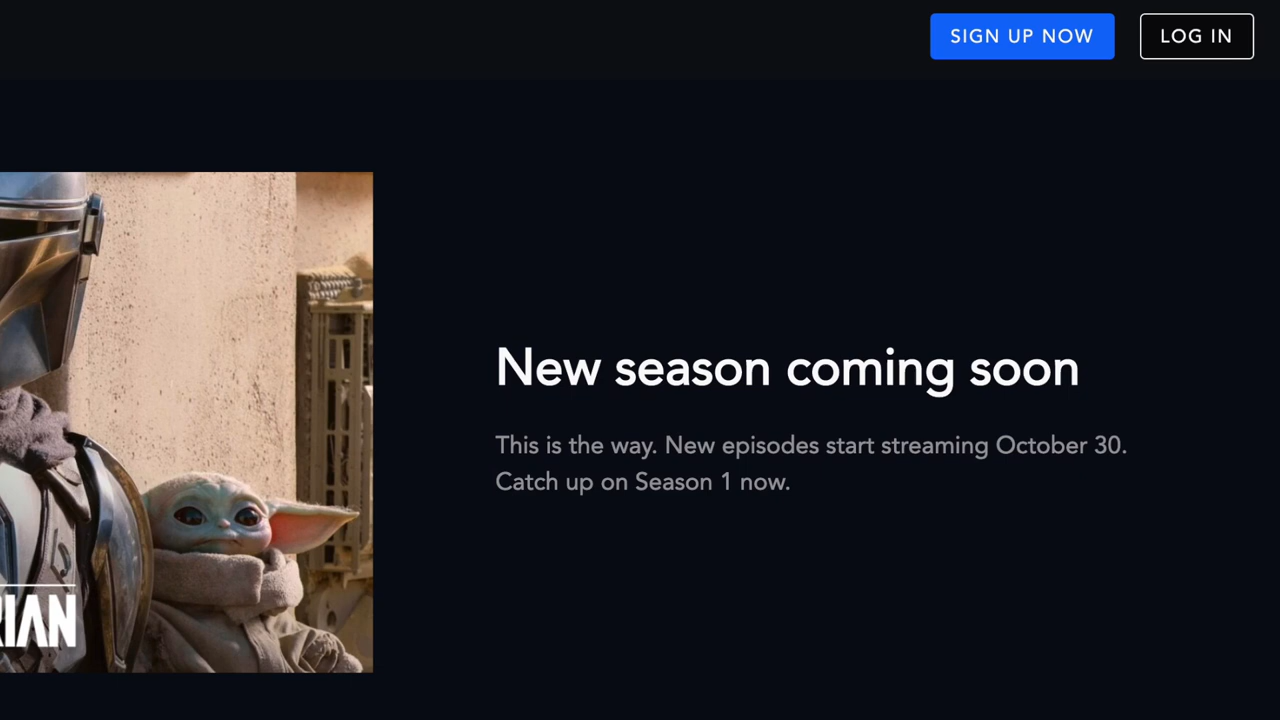 SIGN UP NOW
LOG IN
New season coming soon
This is the way. New episodes start streaming October 30.
Catch up on Season 1 now.
RIAN